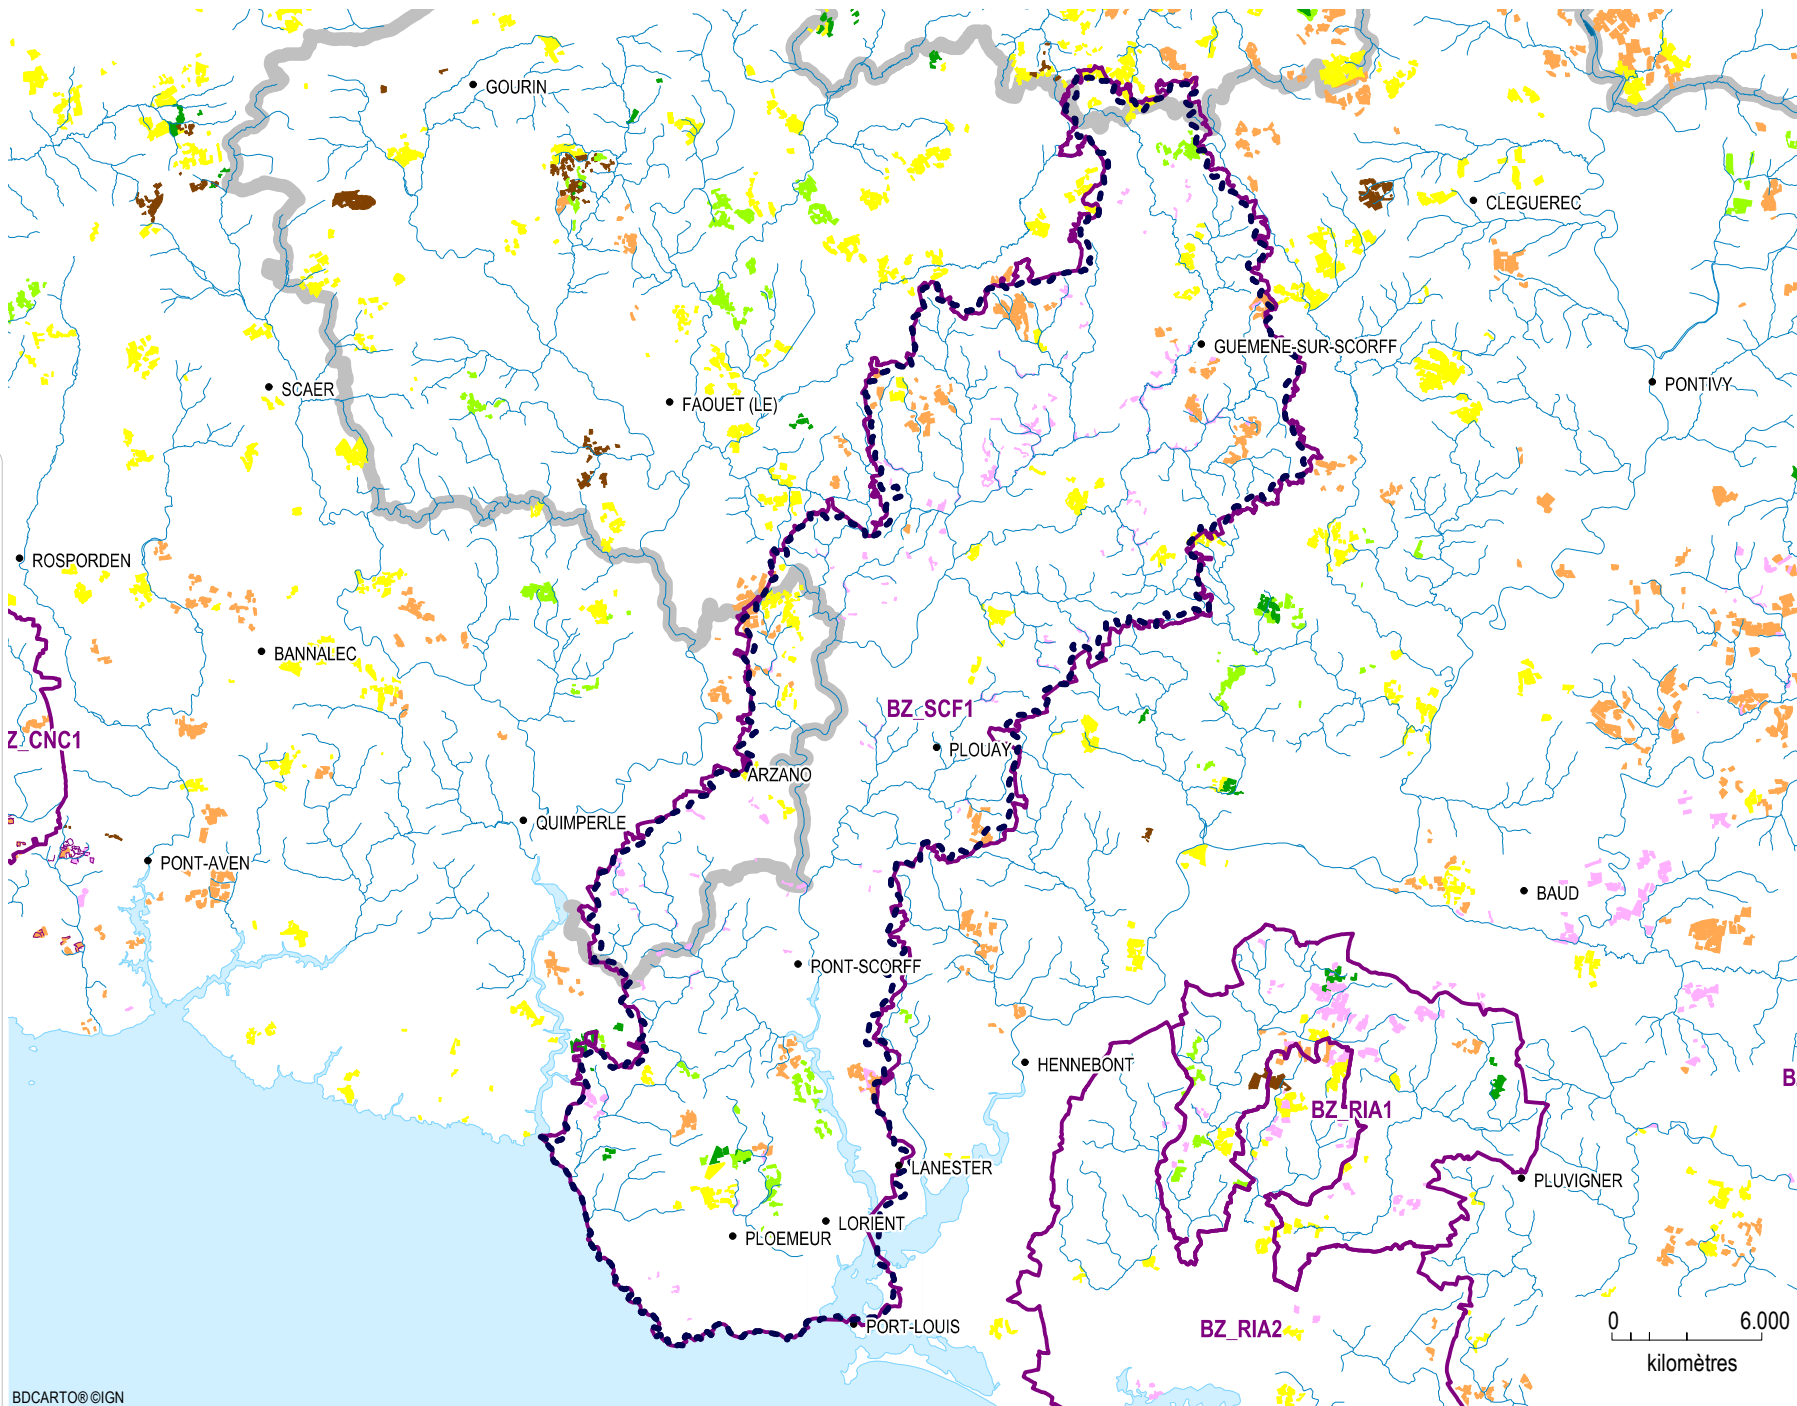 GOURIN
CLEGUEREC
GUEMENE-SUR-SCORFF
SCAER
PONTIVY
FAOUET (LE)
ROSPORDEN
BANNALEC
BZ_SCF1
Z_CNC1
PLOUAY
ARZANO
QUIMPERLE
PONT-AVEN
BAUD
PONT-SCORFF
HENNEBONT
B
BZ_RIA1
LANESTER
PLUVIGNER
LORIENT
PLOEMEUR
PORT-LOUIS
BZ_RIA2
0 6.000
kilomètres
BDCARTO® ©IGN